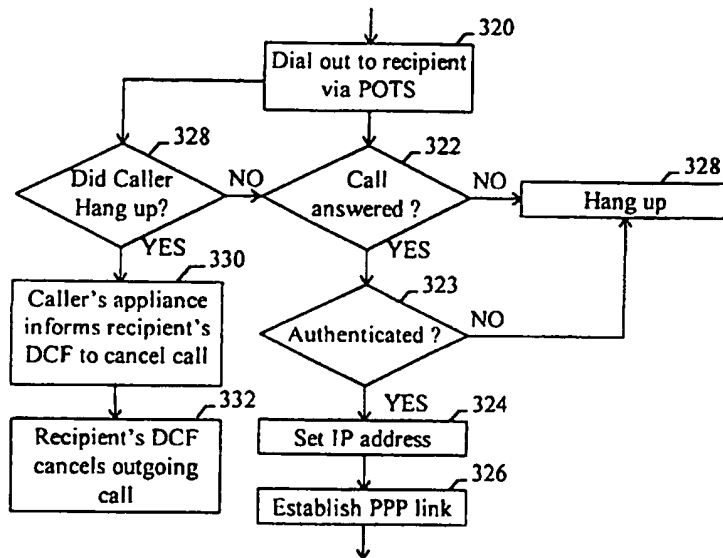 320
Dial out to recipient
via POTS
328
Did Caller
Hang up?
NO
322
Call
answered ?
NO
328
Hang up
YES
YES
330
Caller's appliance
informs recipient's
DCF to cancel call
323
Authenticated ?
NO
332
Recipient's DCF
cancels outgoing
call
YES
324
Set IP address
326
Establish PPP link